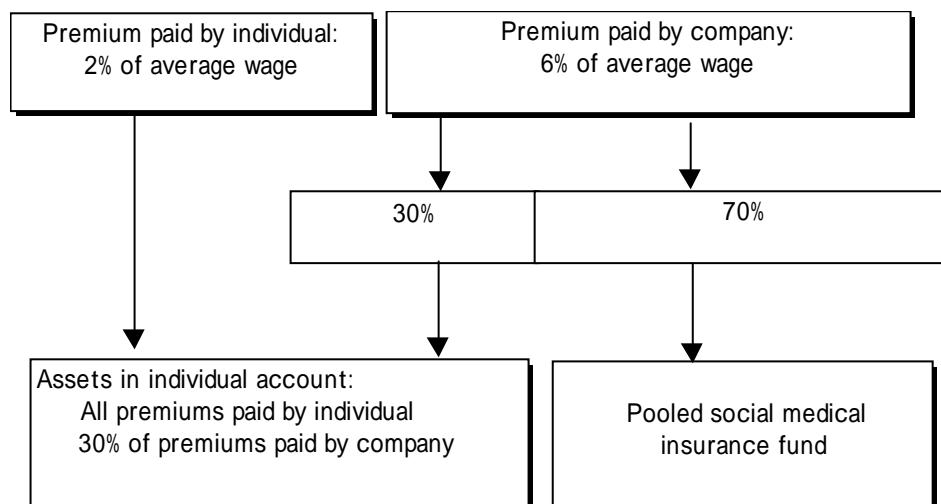 Premium paid by individual:
2% of average wage
Premium paid by company:
6% of average wage
30%
70%
Assets in individual account:
All premiums paid by individual
30% of premiums paid by company
Pooled social medical
insurance fund